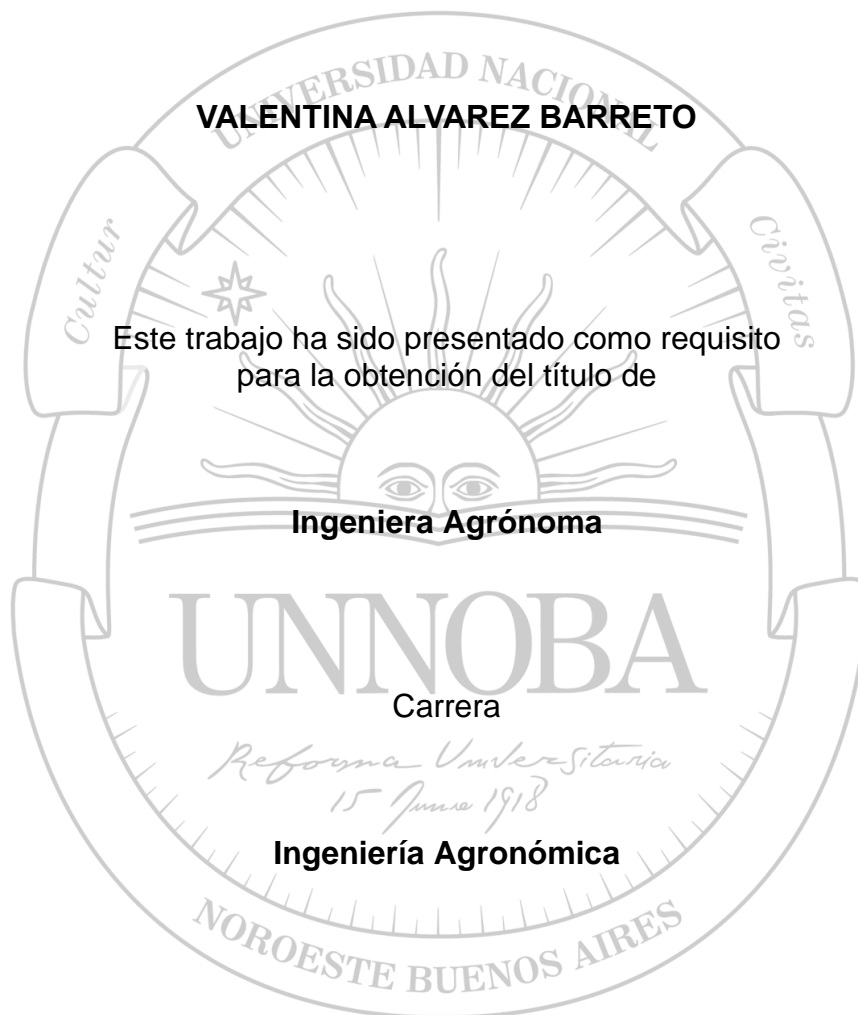 UNIVERSIDAD NACIONAL
VALENTINA ALVAREZ BARRETO
Cultur
Civitas
Este trabajo ha sido presentado como requisito
para la obtención del título de
Ingeniera Agrónoma
UNNOBA
Carrera
Reforma Universitaria
15 Junio 1918
Ingeniería Agronómica
NOROESTE BUENOS AIRES